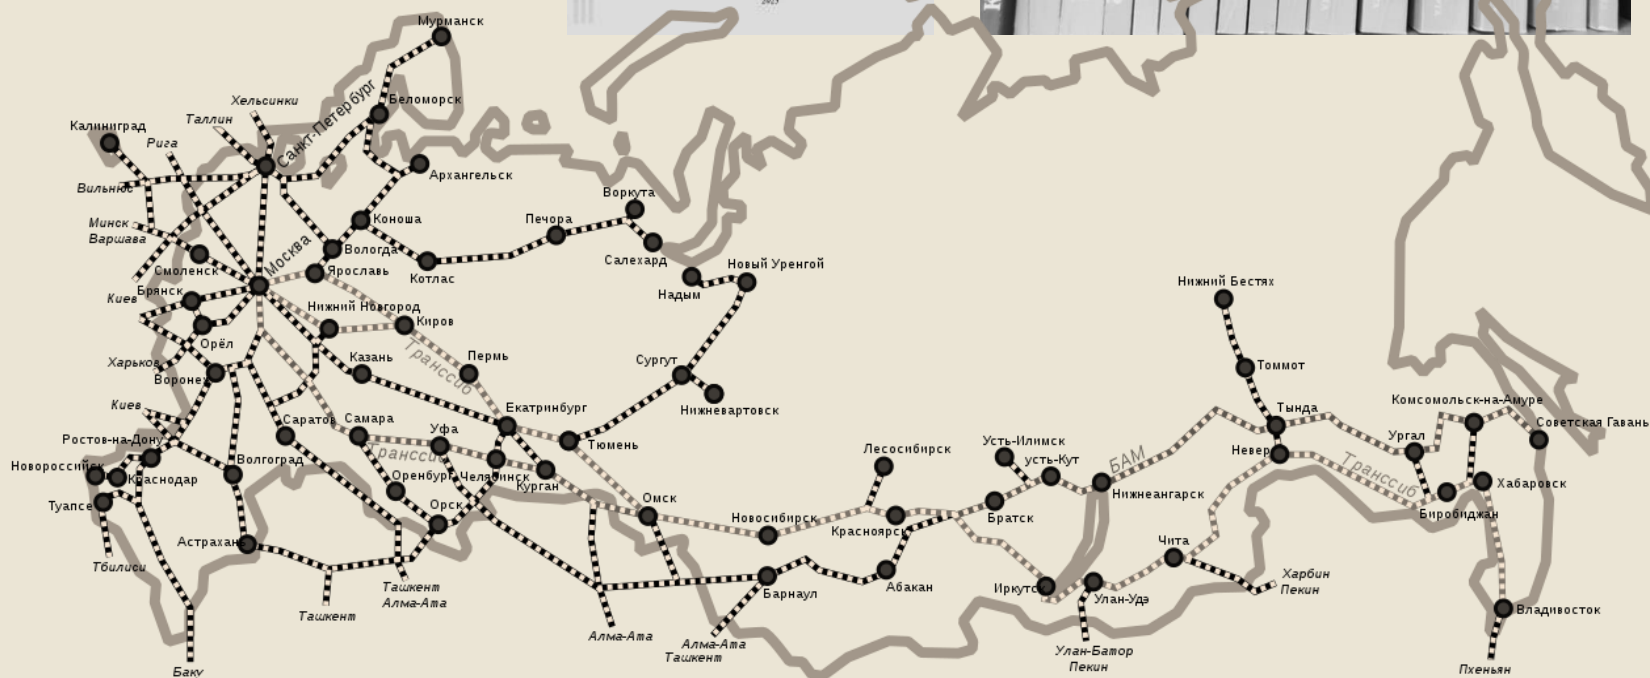 2015
Мурманск
Хельсинки
Беломорск
Таллин
Санкт-Петербург
Калининград
Рига
Архангельск
Вильнюс
Воркута
Минск
Варшава
Коноша
Печора
Москва
Вологда
Салехард
Смоленск
Ярославль
Котлас
Новый Уренгой
Надым
Нижний Бестях
Киев
Брянск
Нижний Новгород
Киров
Орёл
Транссиб
Харьков
Казань
Пермь
Сургут
Томмот
Воронеж
Нижневартовск
Киев
Екатринбург
Комсомольск-на-Амуре
Тында
Саратов
Самара
Уфа
Советская Гавань
Ростов-на-Дону
Тюмень
Лесосибирск
Усть-Илимск
усть-Кут
Ургал
Транссиб
БАМ
Невер
Транссиб
Новороссийск
Волгоград
Краснодар
Оренбург
Челябинск
Курган
Нижнеангарск
Хабаровск
Туапсе
Орск
Омск
Новосибирск
Красноярск
Братск
Биробиджан
Астрахань
Чита
Тбилиси
Ташкент
Алма-Ата
Барнаул
Абакан
Иркутск
Улан-Удэ
Харбин
Пекин
Ташкент
Владивосток
Алма-Ата
Алма-Ата
Ташкент
Улан-Батор
Пекин
Баку
Пхеньян